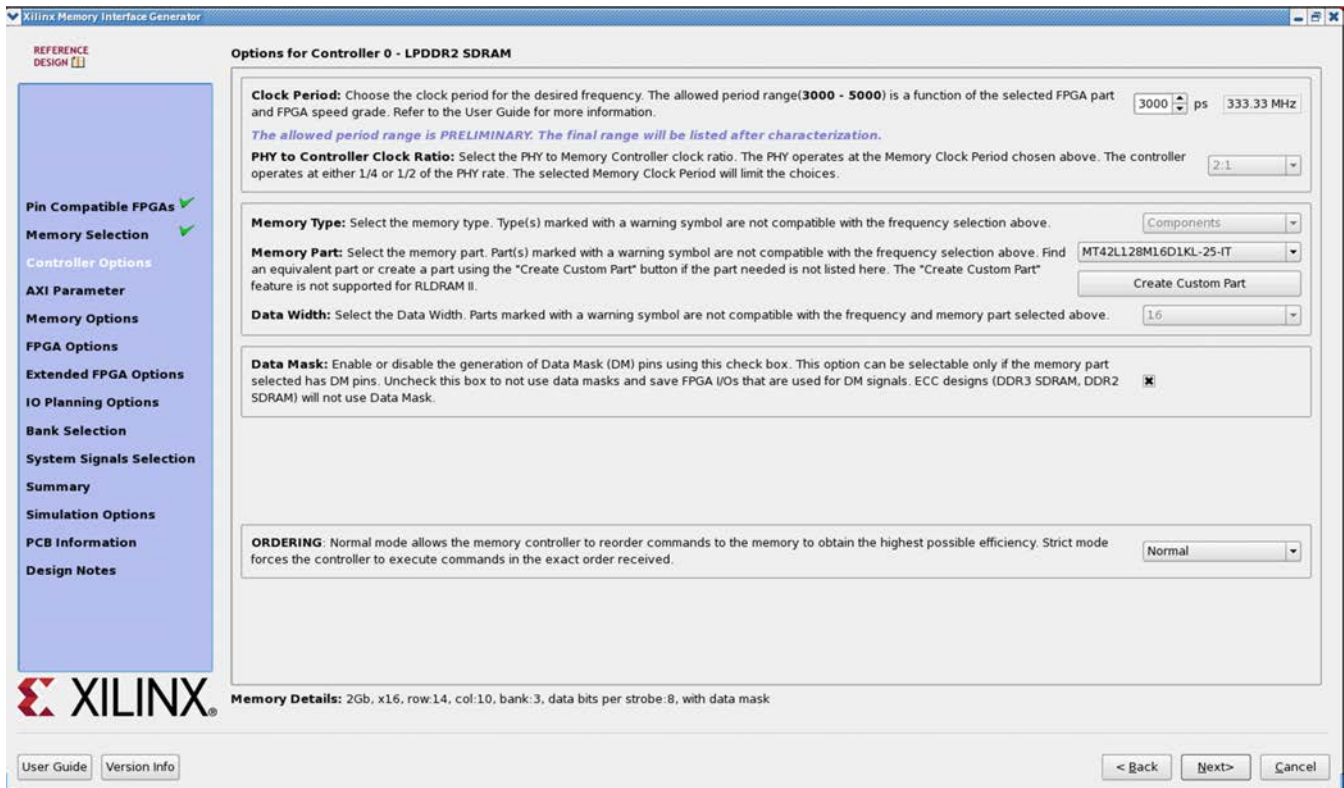 Xilinx Memory Interface Generator
REFERENCE
DESIGN
Options for Controller 0 - LPDDR2 SDRAM
Clock Period: Choose the clock period for the desired frequency. The allowed period range(3000 - 5000) is a function of the selected FPGA part
and FPGA speed grade. Refer to the User Guide for more information.
3000 ps 333.33 MHz
The allowed period range is PRELIMINARY. The final range will be listed after characterization.
PHY to Controller Clock Ratio: Select the PHY to Memory Controller clock ratio. The PHY operates at the Memory Clock Period chosen above. The controller
operates at either 1/4 or 1/2 of the PHY rate. The selected Memory Clock Period will limit the choices.
2:1
Pin Compatible FPGAs
Memory Selection
Controller Options
AXI Parameter
Memory Options
FPGA Options
Extended FPGA Options
IO Planning Options
Bank Selection
System Signals Selection
Summary
Simulation Options
PCB Information
Design Notes
Memory Type: Select the memory type. Type(s) marked with a warning symbol are not compatible with the frequency selection above.
Components
Memory Part: Select the memory part. Part(s) marked with a warning symbol are not compatible with the frequency selection above. Find
an equivalent part or create a part using the "Create Custom Part" button if the part needed is not listed here. The "Create Custom Part"
feature is not supported for RLDRAM II.
MT42L128M16D1KL-25-IT
Create Custom Part
Data Width: Select the Data Width. Parts marked with a warning symbol are not compatible with the frequency and memory part selected above.
16
Data Mask: Enable or disable the generation of Data Mask (DM) pins using this check box. This option can be selectable only if the memory part
selected has DM pins. Uncheck this box to not use data masks and save FPGA I/Os that are used for DM signals. ECC designs (DDR3 SDRAM, DDR2
SDRAM) will not use Data Mask.
ORDERING: Normal mode allows the memory controller to reorder commands to the memory to obtain the highest possible efficiency. Strict mode
forces the controller to execute commands in the exact order received.
Normal
XILINX®
Memory Details: 2Gb, x16, row:14, col:10, bank:3, data bits per strobe:8, with data mask
User Guide
Version Info
< Back
Next>
Cancel